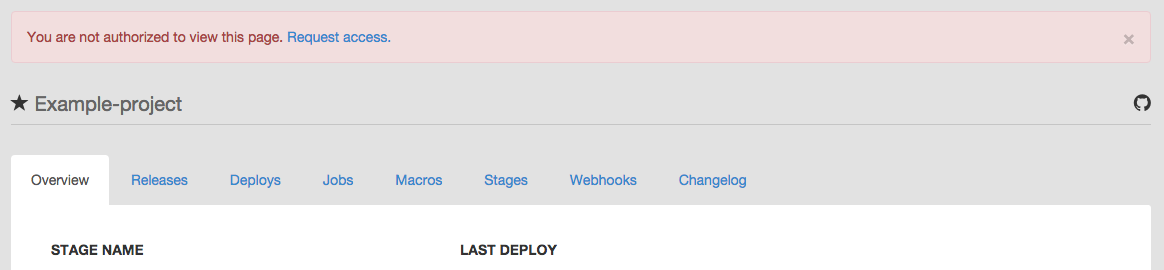 You are not authorized to view this page. Request access.
×
★ Example-project
Overview Releases Deploys Jobs Macros Stages Webhooks Changelog
STAGE NAME LAST DEPLOY